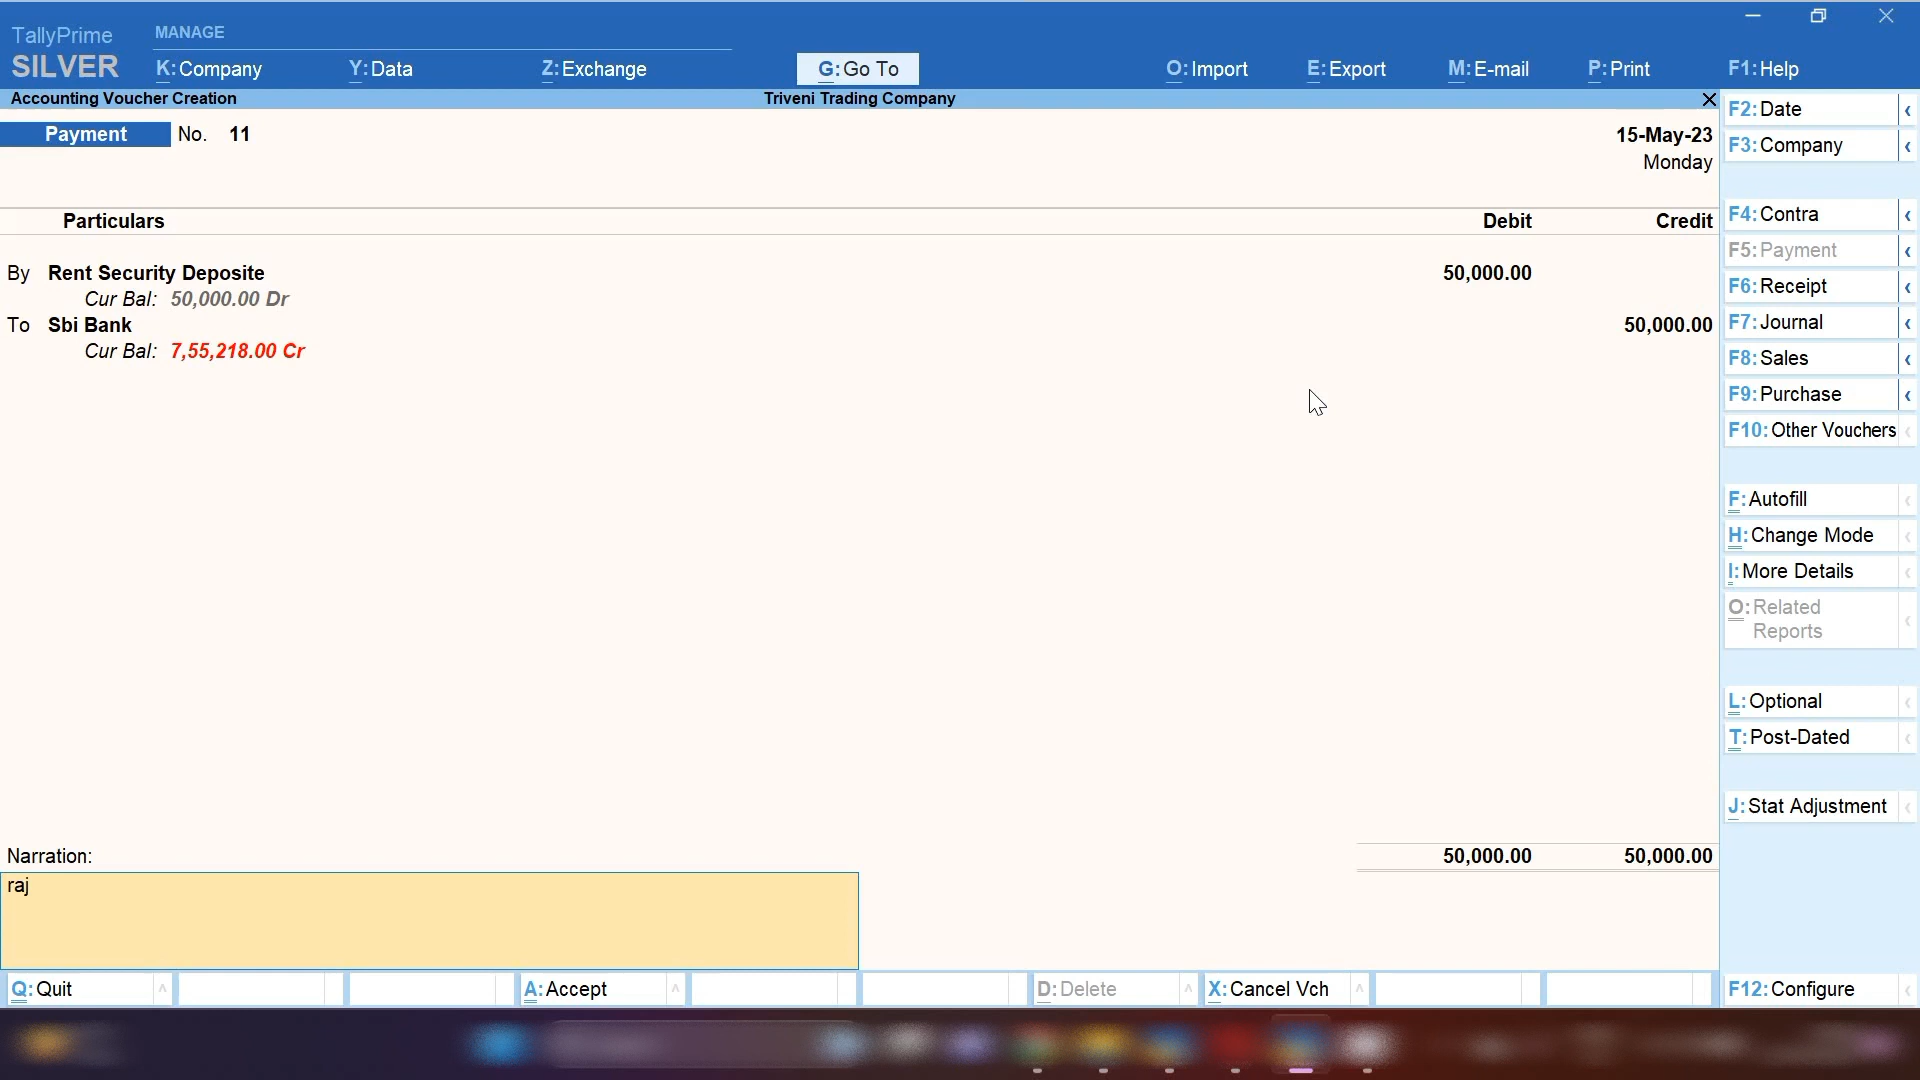 TallyPrime
SILVER
MANAGE
K:Company
Y:Data
Z:Exchange
G:Go To
O:Import
E:Export
M:E-mail
P:Print
F1:Help
Accounting Voucher Creation
Triveni Trading Company
Payment No. 11
15-May-23
Monday
Particulars Debit Credit
By Rent Security Deposite 50,000.00
Cur Bal: 50,000.00 Dr
To Sbi Bank 50,000.00
Cur Bal: 7,55,218.00 Cr
Narration: 50,000.00 50,000.00
raj
Q:Quit
A:Accept
D:Delete
X:Cancel Vch
F2:Date
F3:Company
F4:Contra
F5:Payment
F6:Receipt
F7:Journal
F8:Sales
F9:Purchase
F10:Other Vouchers
F:Autofill
H:Change Mode
I:More Details
O:Related
Reports
L:Optional
T:Post-Dated
J:Stat Adjustment
F12:Configure